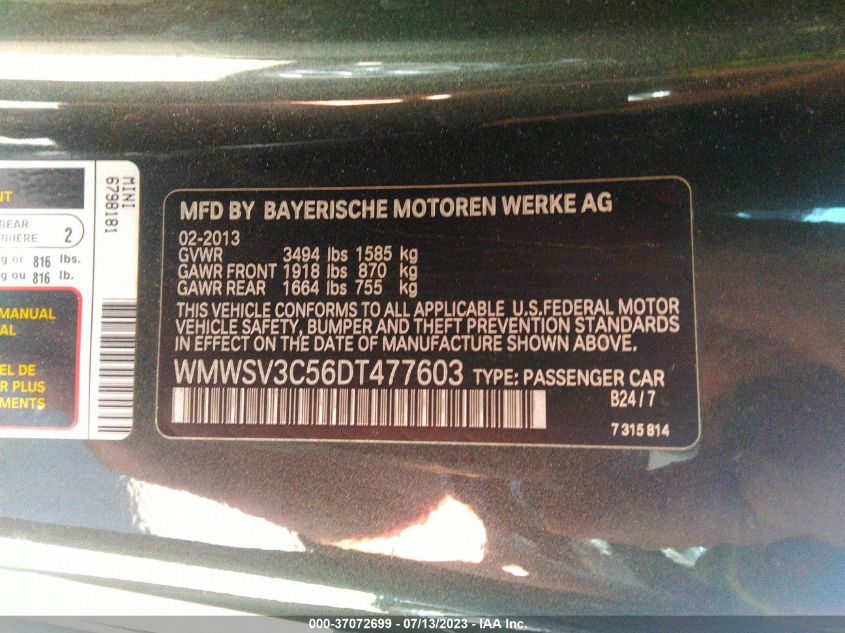 NT
REAR
RRIÈRE 2
g or 816 lbs.
g ou 816 lb.
MANUAL
AL
EL DE
R PLUS
EMENTS
MINI
6798181
MFD BY BAYERISCHE MOTOREN WERKE AG
02-2013
GVWR 3494 lbs 1585 kg
GAWR FRONT 1918 lbs 870 kg
GAWR REAR 1664 lbs 755 kg
THIS VEHICLE CONFORMS TO ALL APPLICABLE U.S.FEDERAL MOTOR
VEHICLE SAFETY, BUMPER AND THEFT PREVENTION STANDARDS
IN EFFECT ON THE DATE OF MANUFACTURE SHOWN ABOVE.
WMWSV3C56DT477603 TYPE: PASSENGER CAR
B24/7
7315814
000-37072699 - 07/13/2023 - IAA Inc.